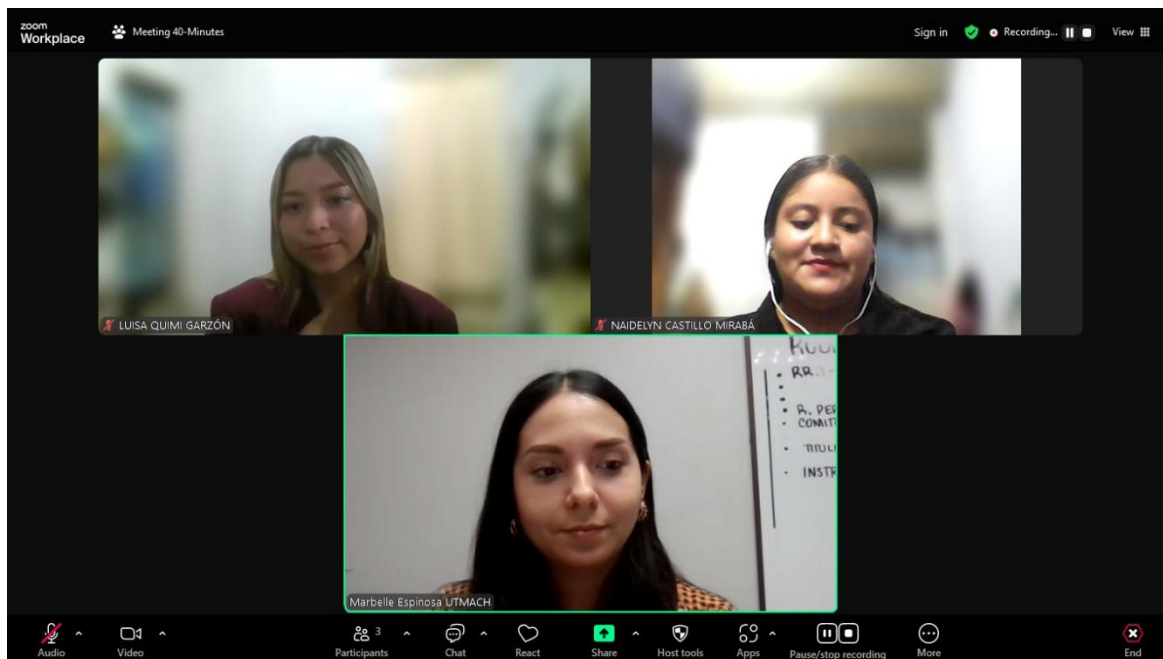 zoom
Workplace
Meeting 40-Minutes
Sign in
Recording...
View
LUISA QUIMI GARZÓN
NAIDELYN CASTILLO MIRABÁ
RR.
R. PER
COMIT
TITUL
INSTR
Marbelle Espinosa UTMACH
Audio
Video
Participants
3
Chat
React
Share
Host tools
Apps
Pause/stop recording
More
End